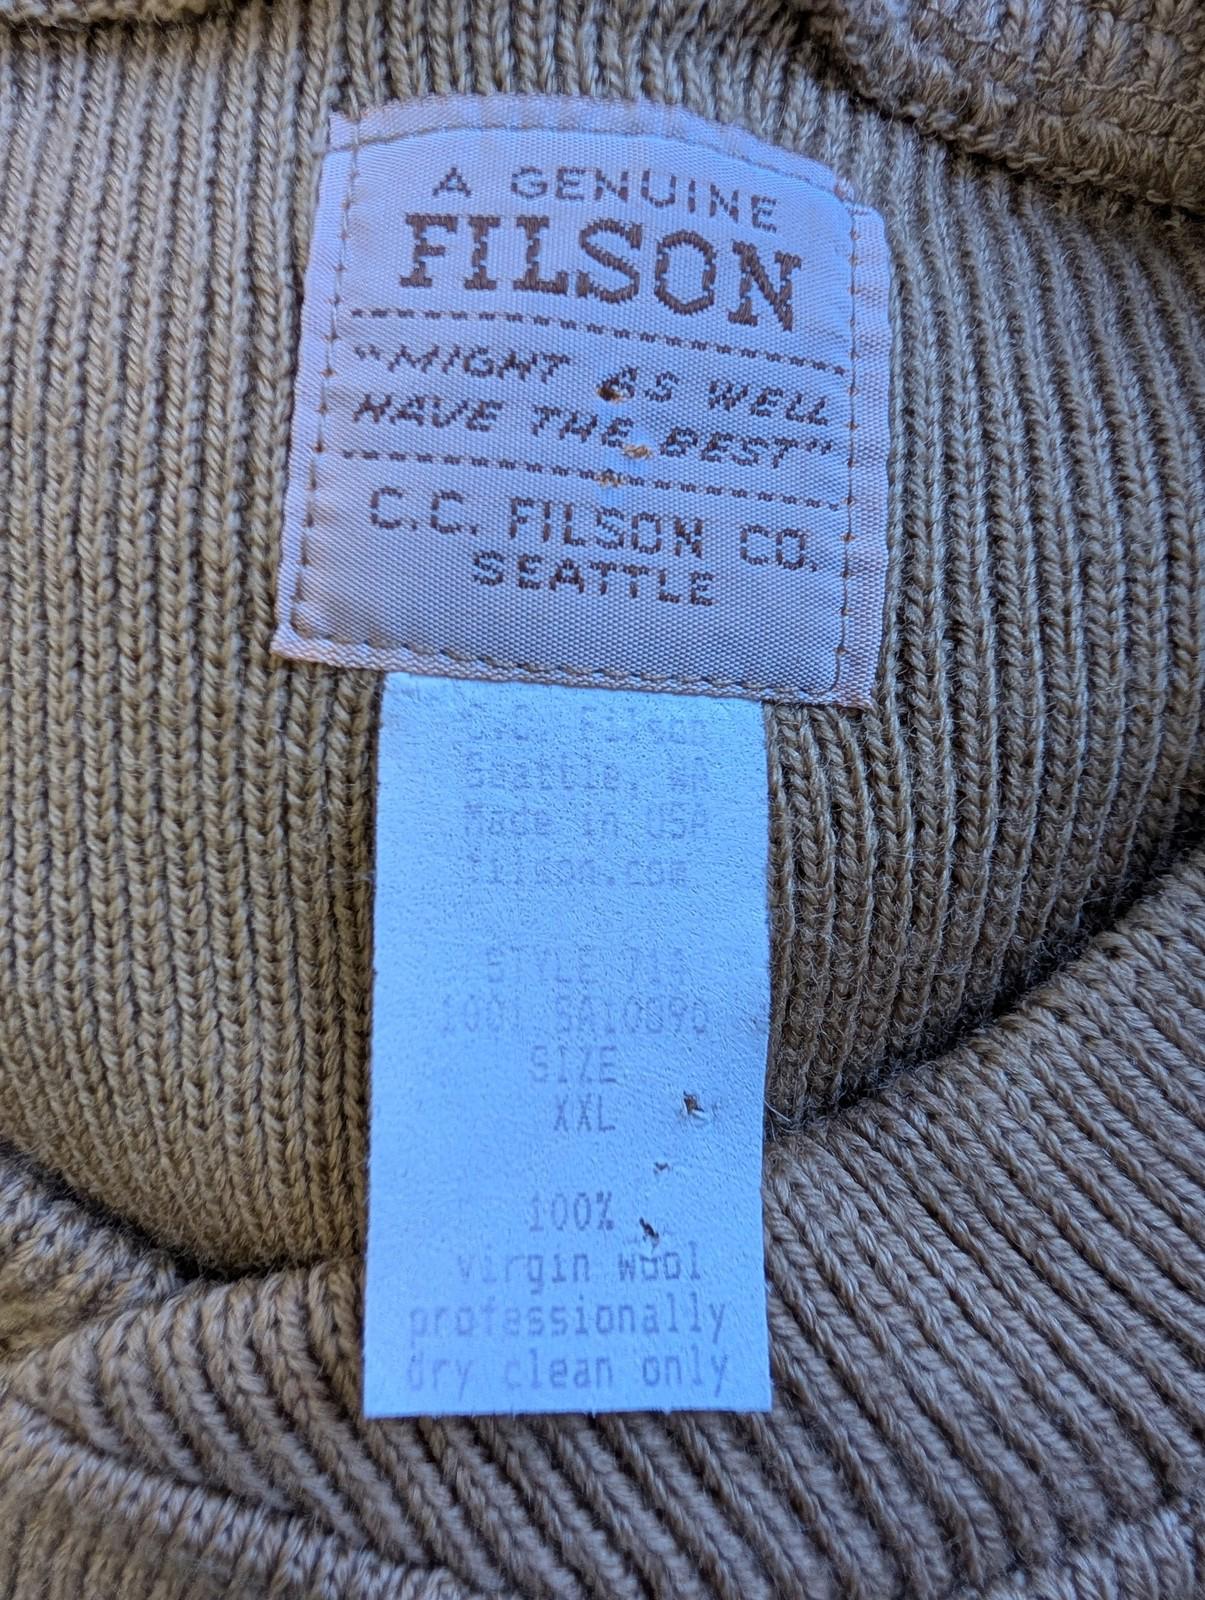 A GENUINE
FILSON
"MIGHT AS WELL
HAVE THE BEST"
C.C. FILSON CO.
SEATTLE
C.C. Filson
Seattle, WA
Made in USA
filson.com
STYLE
SIZE
XXL
100%
virgin wool
professionally
dry clean only